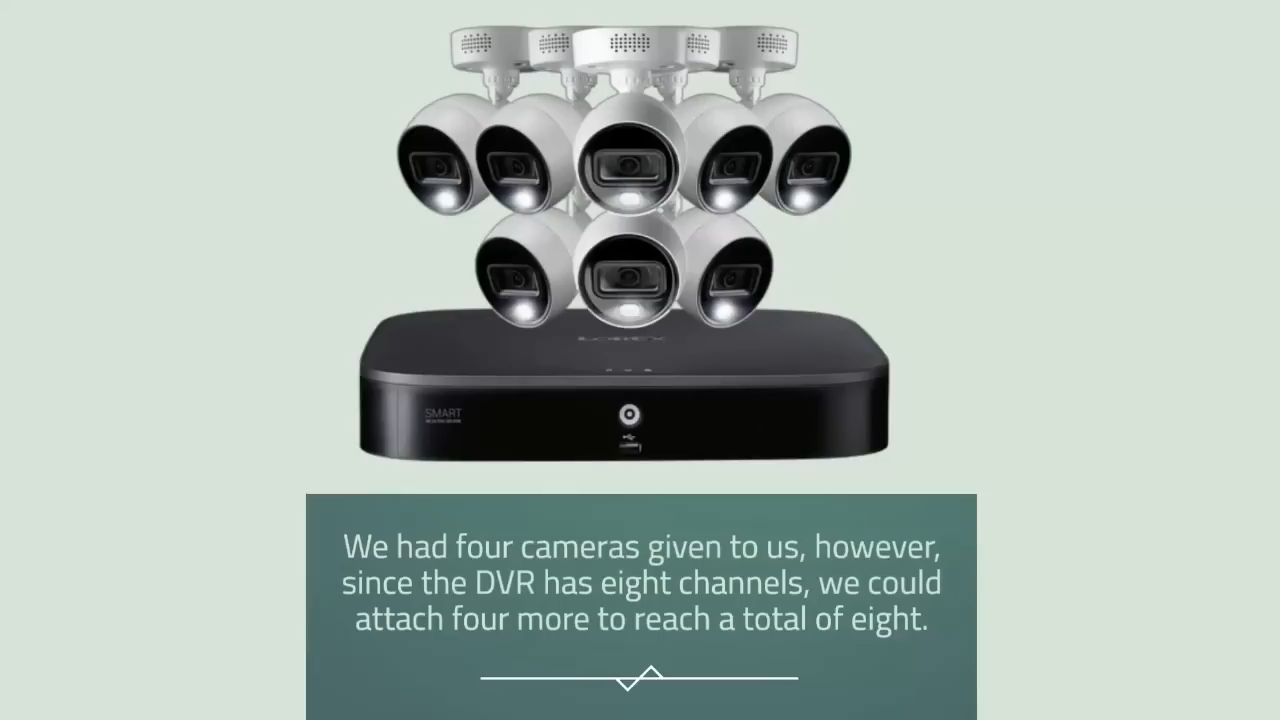 LOREX
SMART
We had four cameras given to us, however,
since the DVR has eight channels, we could
attach four more to reach a total of eight.